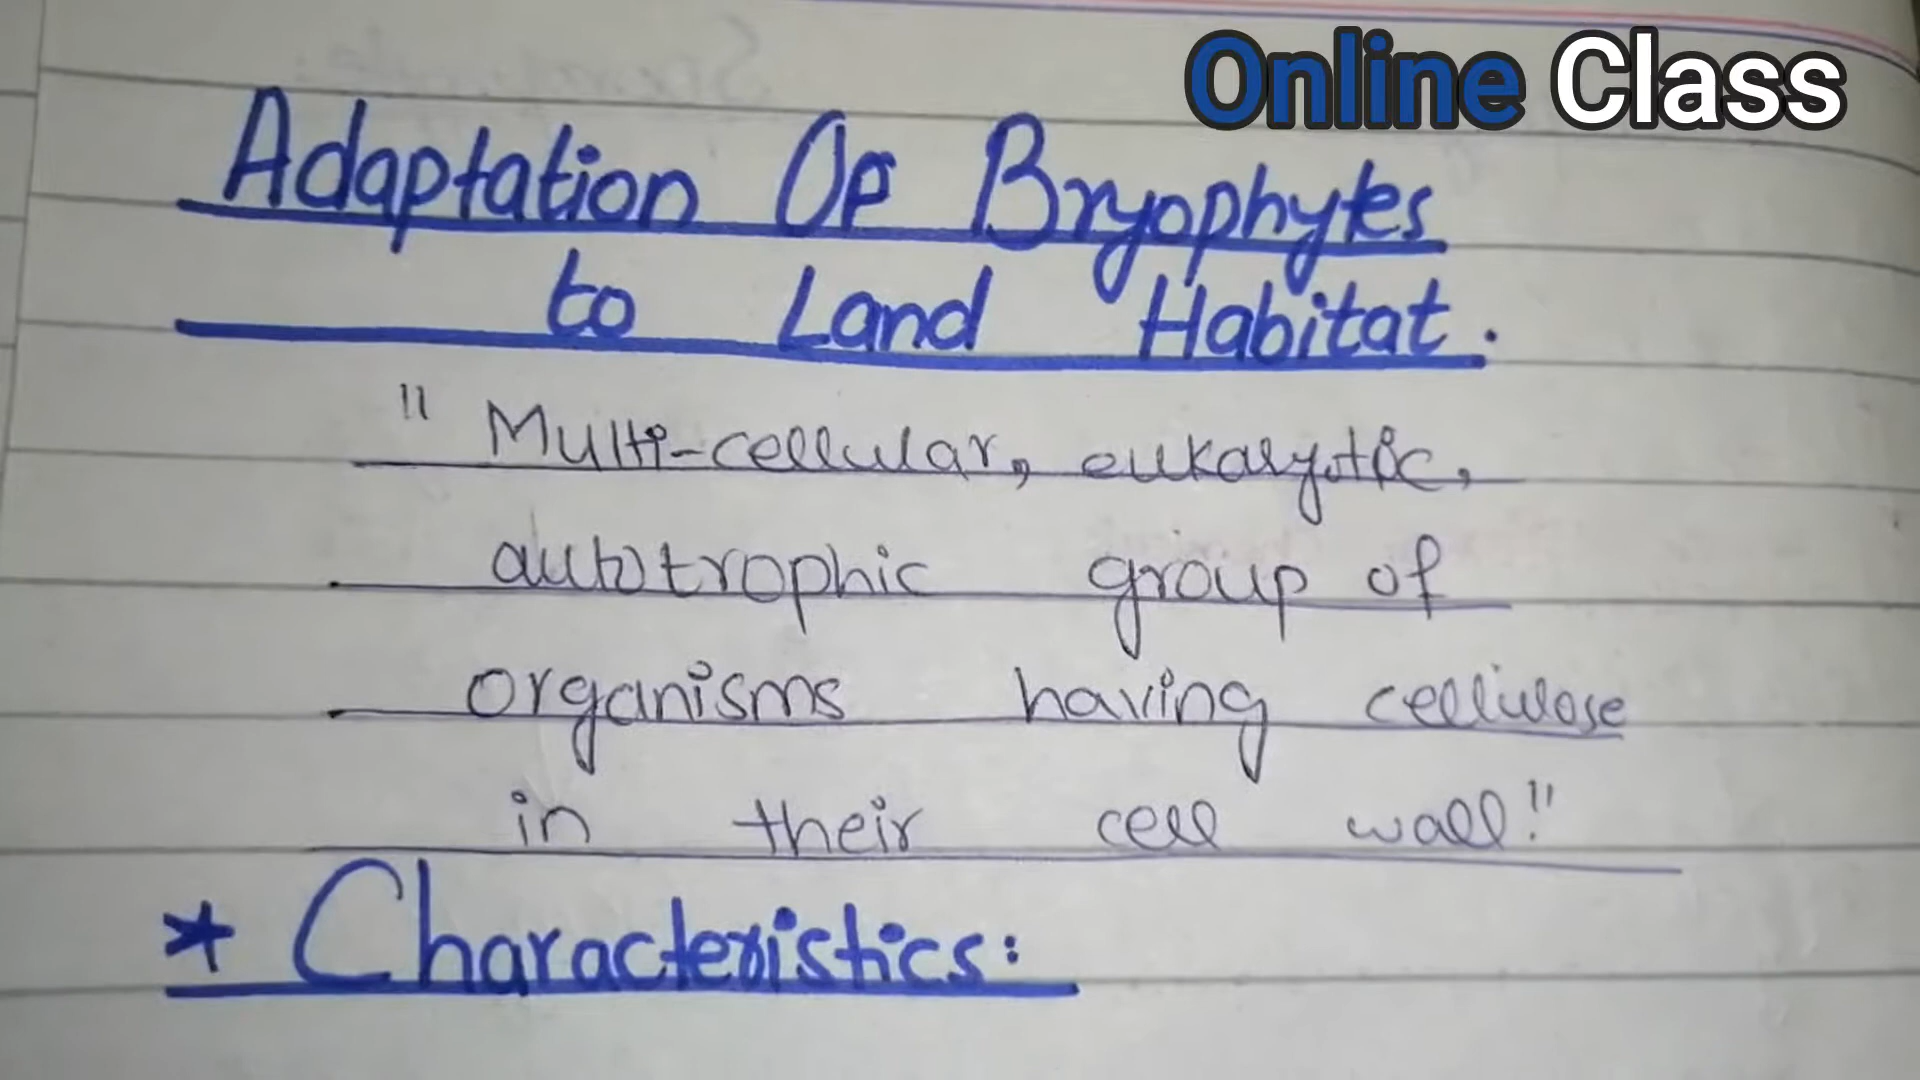 Online Class
Adaptation Of Bryophytes
to Land Habitat.
" Multi-cellular, eukaryotic,
autotrophic group of
organisms having cellulose
in their cell wall!"
* Characteristics: